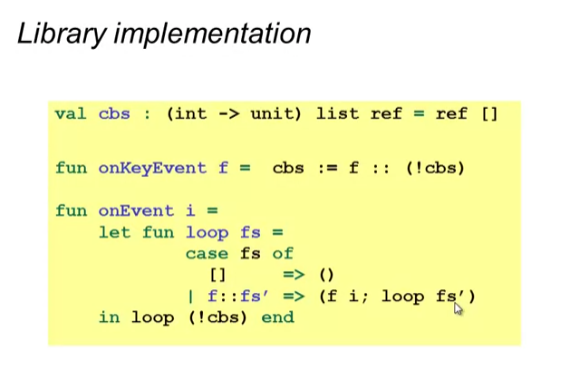 Library implementation
val cbs : (int -> unit) list ref = ref []
fun onKeyEvent f = cbs := f :: (!cbs)
fun onEvent i =
let fun loop fs =
case fs of
[] => ()
| f::fs' => (f i; loop fs')
in loop (!cbs) end